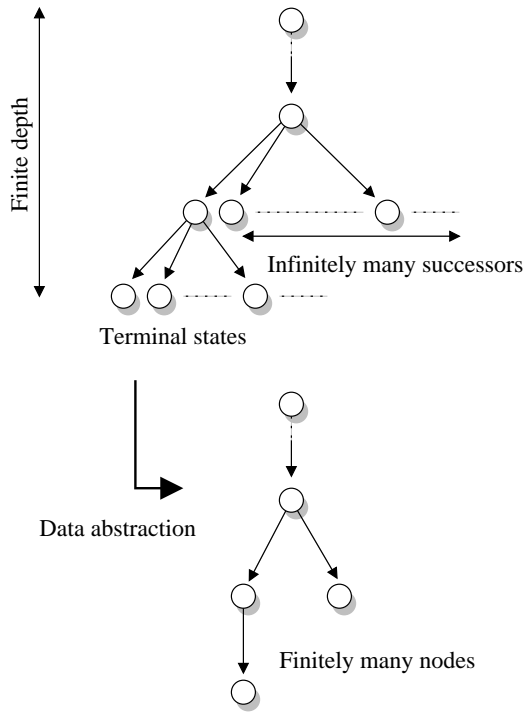 Finite depth
Infinitely many successors
Terminal states
Data abstraction
Finitely many nodes